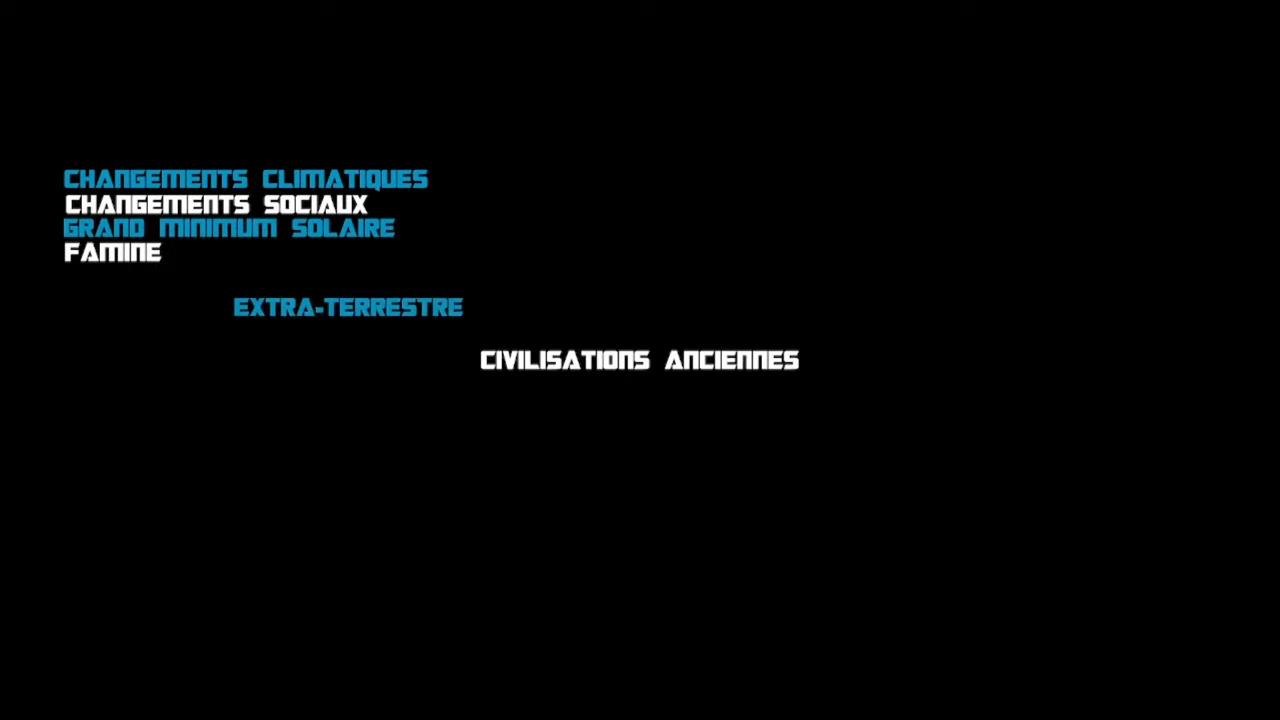 CHANGEMENTS CLIMATIQUES
CHANGEMENTS SOCIAUX
GRAND MINIMUM SOLAIRE
FAMINE
EXTRA-TERRESTRE
CIVILISATIONS ANCIENNES